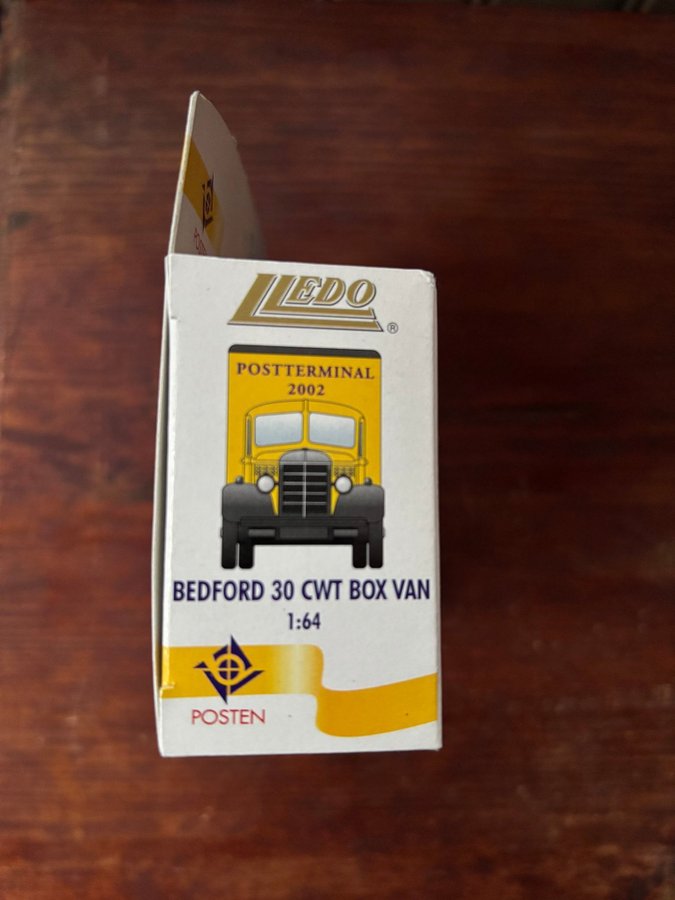 LLEDO
®
POSTTERMINAL
2002
BEDFORD 30 CWT BOX VAN
1:64
POSTEN